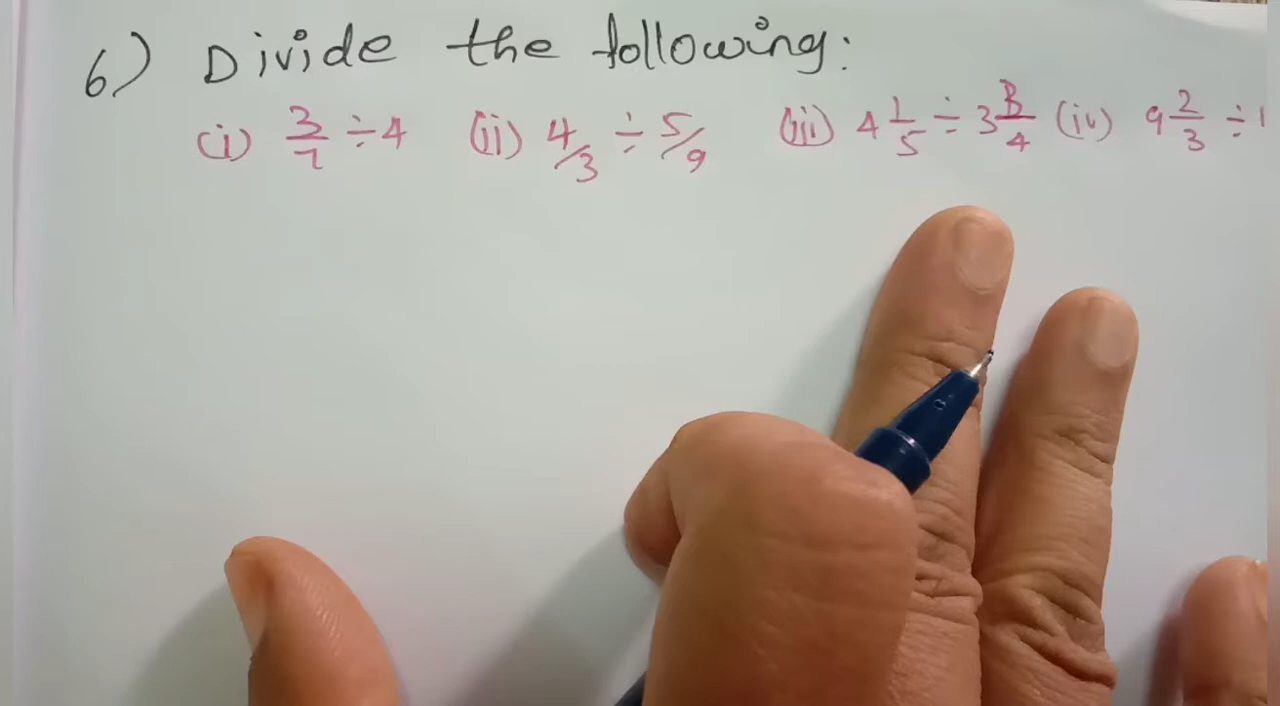 6) Divide the following:
(i) 3/7 ÷ 4 (ii) 4/3 ÷ 5/9 (iii) 4 1/5 ÷ 3 3/4 (iv) 9 2/3 ÷ 1